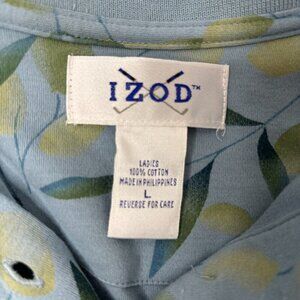 IZOD™
LADIES
100% COTTON
MADE IN PHILIPPINES
L
REVERSE FOR CARE